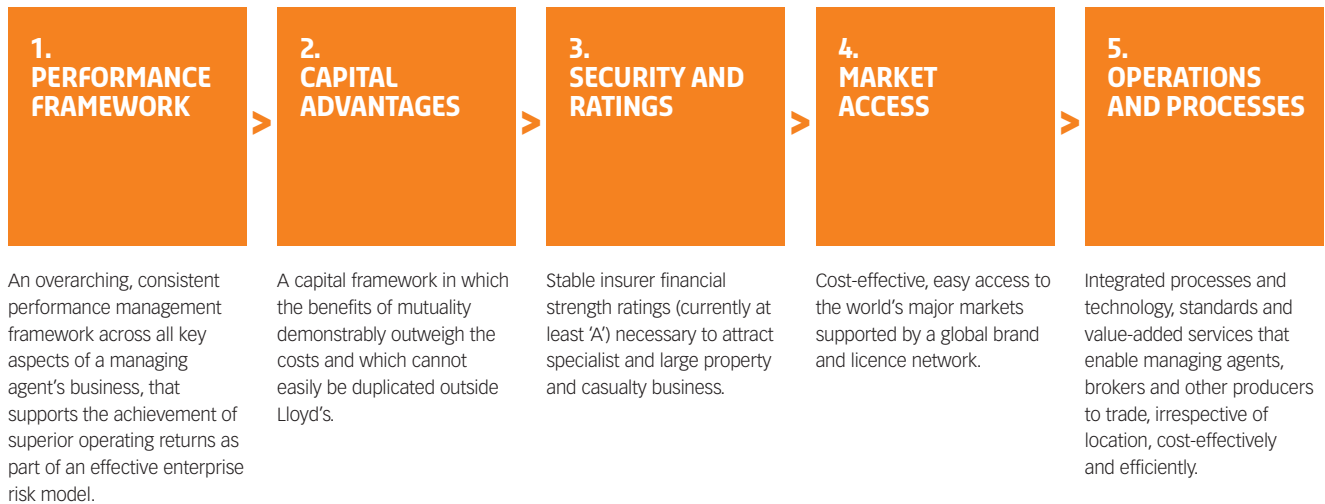 1.
PERFORMANCE
FRAMEWORK
An overarching, consistent
performance management
framework across all key
aspects of a managing
agent’s business, that
supports the achievement of
superior operating returns as
part of an effective enterprise
risk model.
>
2.
CAPITAL
ADVANTAGES
A capital framework in which
the benefits of mutuality
demonstrably outweigh the
costs and which cannot
easily be duplicated outside
Lloyd’s.
>
3.
SECURITY AND
RATINGS
Stable insurer financial
strength ratings (currently at
least ‘A’) necessary to attract
specialist and large property
and casualty business.
>
4.
MARKET
ACCESS
Cost-effective, easy access to
the world’s major markets
supported by a global brand
and licence network.
>
5.
OPERATIONS
AND PROCESSES
Integrated processes and
technology, standards and
value-added services that
enable managing agents,
brokers and other producers
to trade, irrespective of
location, cost-effectively
and efficiently.